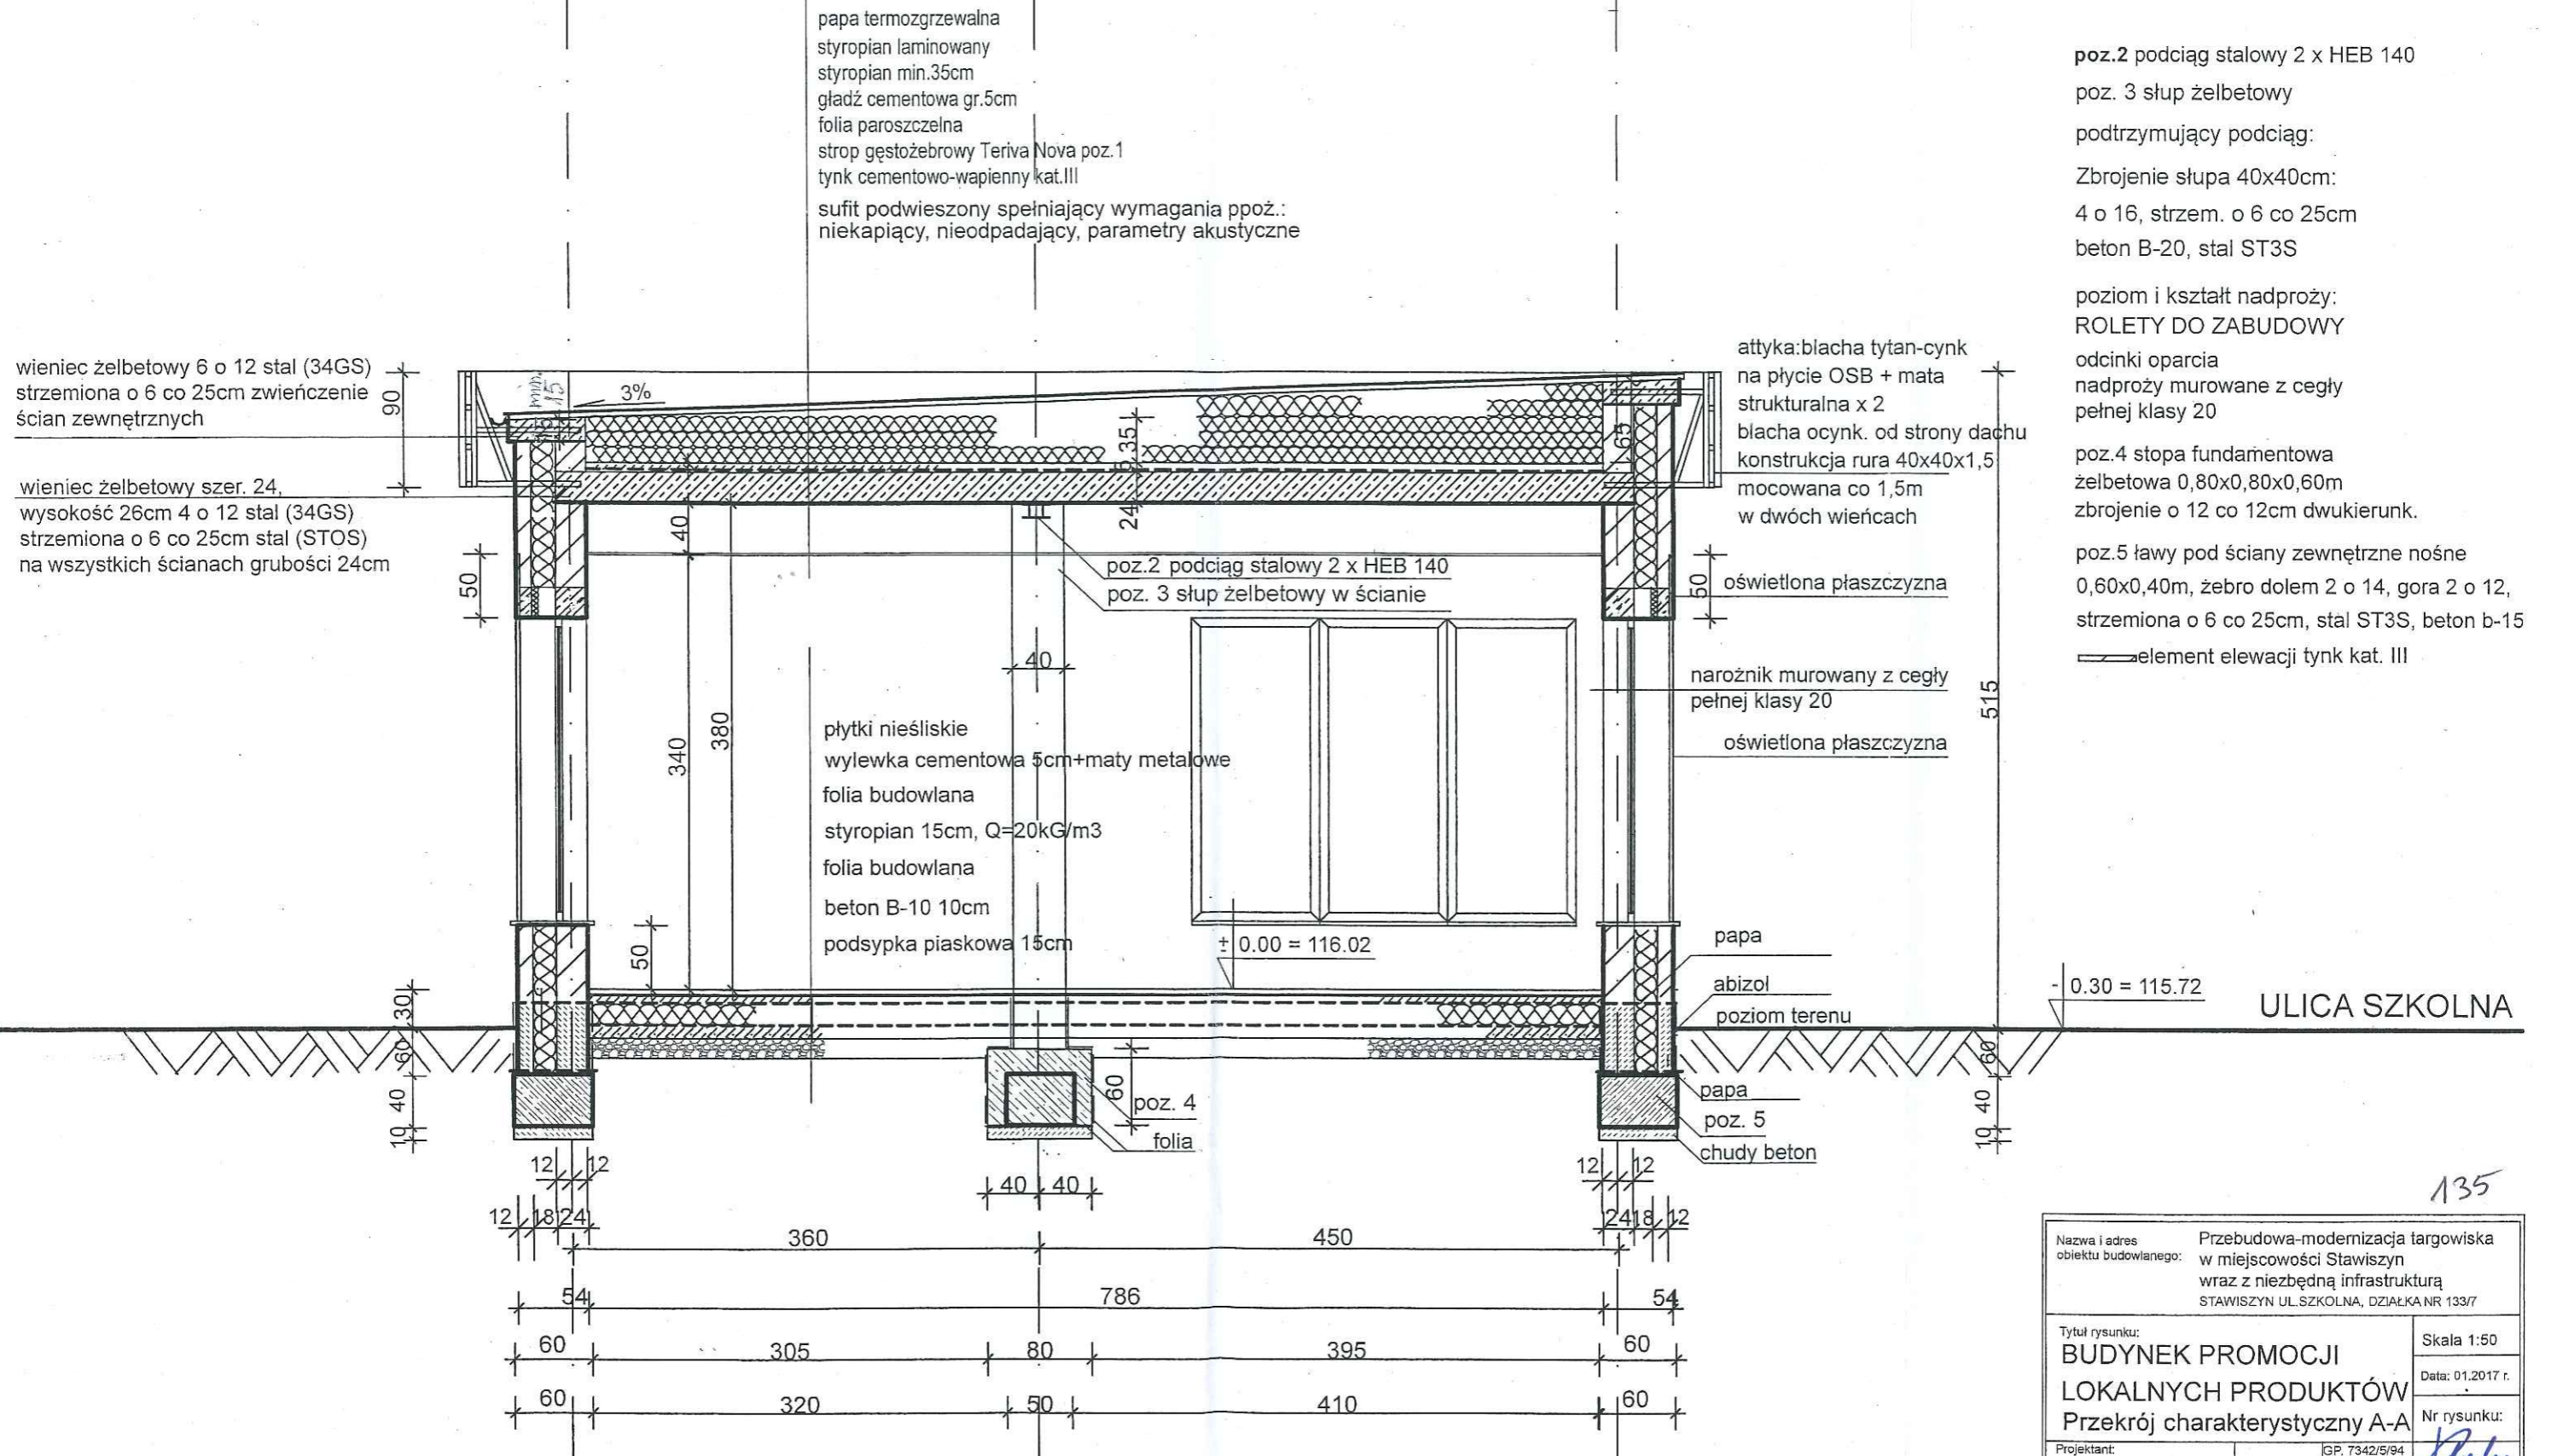 papa termozgrzewalna
styropian laminowany
styropian min.35cm
gładź cementowa gr.5cm
folia paroszczelna
strop gęstożebrowy Teriva Nova poz.1
tynk cementowo-wapienny kat.III
sufit podwieszony spełniający wymagania ppoż.:
niekapiący, nieodpadający, parametry akustyczne
poz.2 podciąg stalowy 2 x HEB 140
poz. 3 słup żelbetowy
podtrzymujący podciąg:
Zbrojenie słupa 40x40cm:
4 o 16, strzem. o 6 co 25cm
beton B-20, stal ST3S
poziom i kształt nadproży:
ROLETY DO ZABUDOWY
odcinki oparcia
nadproży murowane z cegły
pełnej klasy 20
poz.4 stopa fundamentowa
żelbetowa 0,80x0,80x0,60m
zbrojenie o 12 co 12cm dwukierunk.
poz.5 ławy pod ściany zewnętrzne nośne
0,60x0,40m, żebro dolem 2 o 14, gora 2 o 12,
strzemiona o 6 co 25cm, stal ST3S, beton b-15
element elewacji tynk kat. III
wieniec żelbetowy 6 o 12 stal (34GS)
strzemiona o 6 co 25cm zwieńczenie
ścian zewnętrznych
wieniec żelbetowy szer. 24,
wysokość 26cm 4 o 12 stal (34GS)
strzemiona o 6 co 25cm stal (STOS)
na wszystkich ścianach grubości 24cm
90
3%
35
5
24
65
40
50
attyka:blacha tytan-cynk
na płycie OSB + mata
strukturalna x 2
blacha ocynk. od strony dachu
konstrukcja rura 40x40x1,5
mocowana co 1,5m
w dwóch wieńcach
50
oświetlona płaszczyzna
poz.2 podciąg stalowy 2 x HEB 140
poz. 3 słup żelbetowy w ścianie
40
narożnik murowany z cegły
pełnej klasy 20
oświetlona płaszczyzna
515
340
380
50
płytki nieśliskie
wylewka cementowa 5cm+maty metalowe
folia budowlana
styropian 15cm, Q=20kG/m3
folia budowlana
beton B-10 10cm
podsypka piaskowa 15cm
± 0.00 = 116.02
papa
abizol
poziom terenu
- 0.30 = 115.72
ULICA SZKOLNA
30
60
40
10
60
poz. 4
folia
papa
poz. 5
chudy beton
60
40
10
12 12
40 40
12 12
12 18 24
24 18 12
360 450
54 786 54
60 305 80 395 60
60 320 50 410 60
135
Nazwa i adres
obiektu budowlanego:
Przebudowa-modernizacja targowiska
w miejscowości Stawiszyn
wraz z niezbędną infrastrukturą
STAWISZYN UL.SZKOLNA, DZIAŁKA NR 133/7
Tytuł rysunku:
BUDYNEK PROMOCJI
LOKALNYCH PRODUKTÓW
Przekrój charakterystyczny A-A
Skala 1:50
Data: 01.2017 r.
Nr rysunku:
Projektant:
GP. 7342/5/94